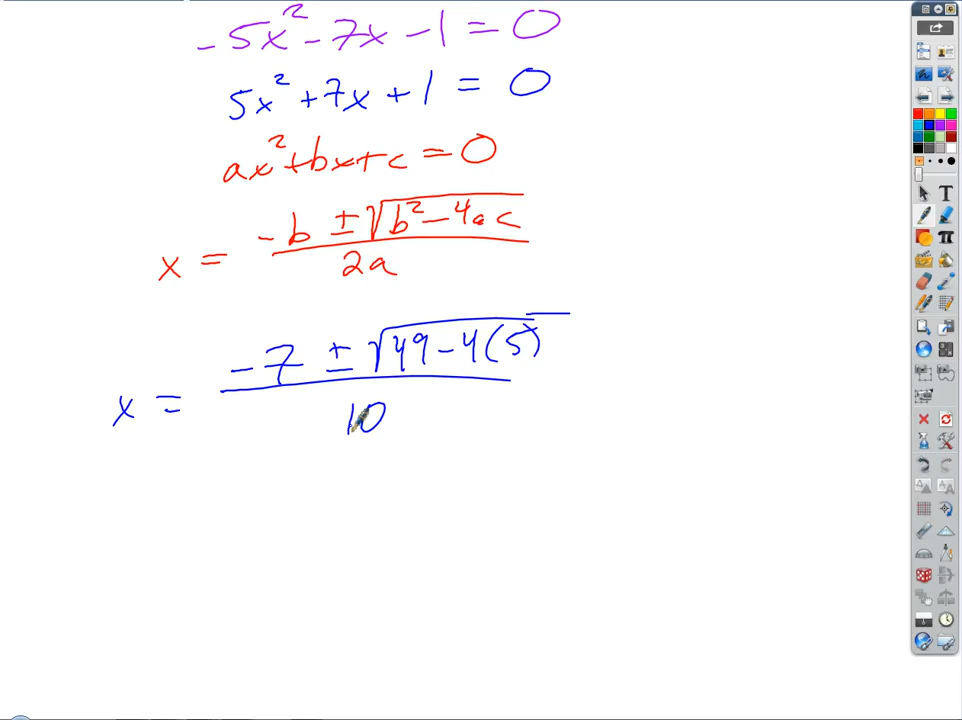 -5x² - 7x - 1 = 0
5x² + 7x + 1 = 0
ax² + bx + c = 0
x = (-b ± √(b² - 4ac)) / 2a
x = (-7 ± √(49 - 4(5))) / 10
T
π